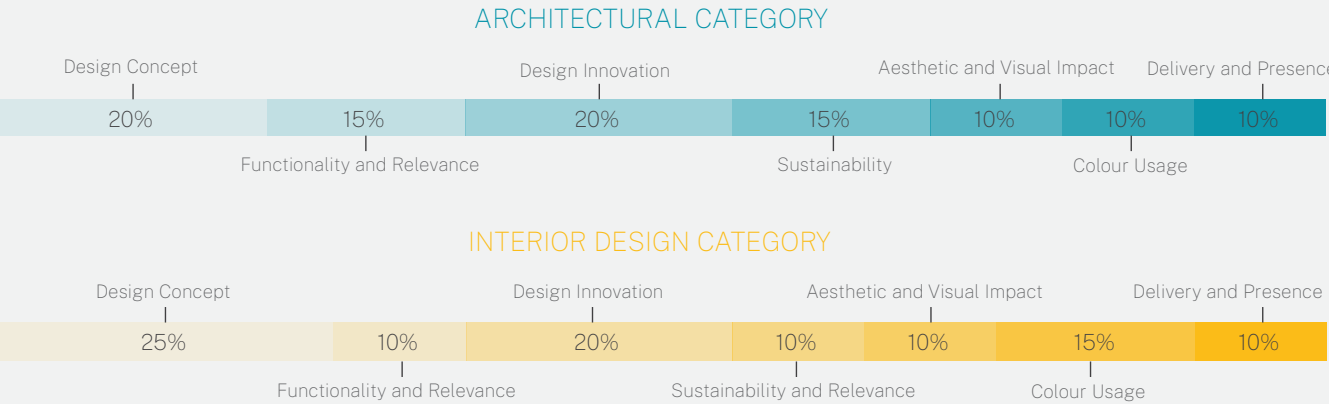 ARCHITECTURAL CATEGORY
Design Concept
Design Innovation
Aesthetic and Visual Impact
Delivery and Presence
20%
15%
20%
15%
10%
10%
10%
Functionality and Relevance
Sustainability
Colour Usage
INTERIOR DESIGN CATEGORY
Design Concept
Design Innovation
Aesthetic and Visual Impact
Delivery and Presence
25%
10%
20%
10%
10%
15%
10%
Functionality and Relevance
Sustainability and Relevance
Colour Usage